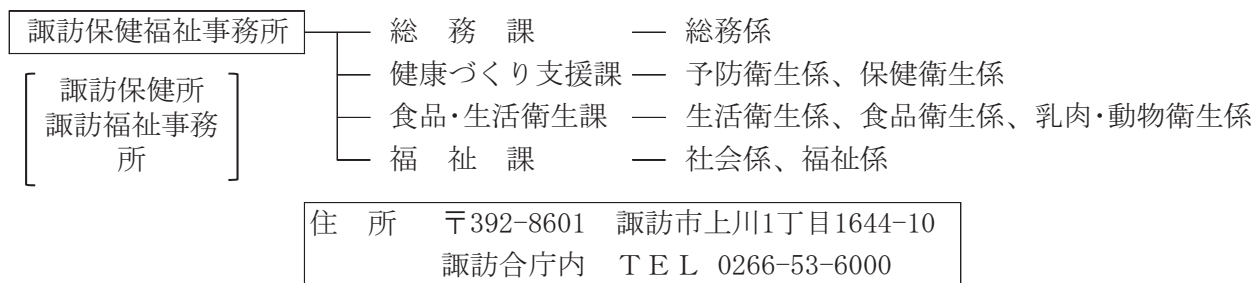 諏訪保健福祉事務所 総務課 ― 総務係
健康づくり支援課 ― 予防衛生係、保健衛生係
諏訪保健所
諏訪福祉事務
所
食品・生活衛生課 ― 生活衛生係、食品衛生係、乳肉・動物衛生係
福祉課 ― 社会係、福祉係
住 所 〒392-8601 諏訪市上川1丁目1644-10
諏訪合庁内 ＴＥＬ 0266-53-6000